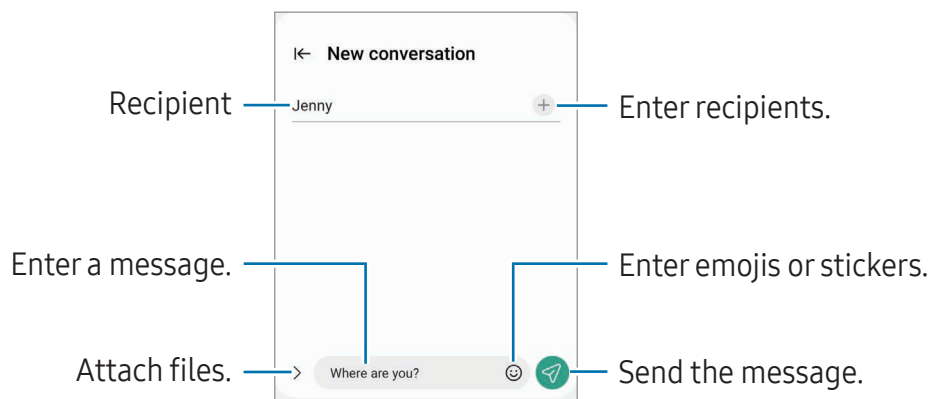 New conversation
Recipient
Jenny
Enter recipients.
Enter a message.
Enter emojis or stickers.
Attach files.
Where are you?
Send the message.